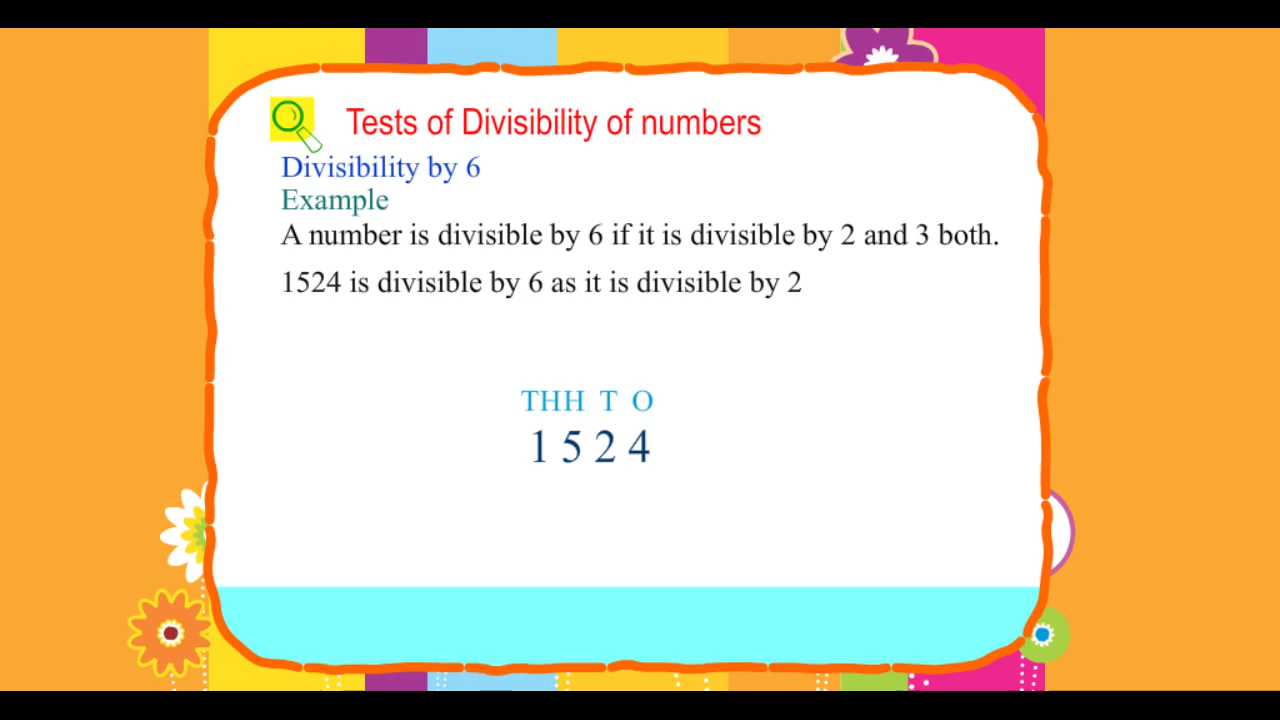 Tests of Divisibility of numbers
Divisibility by 6
Example
A number is divisible by 6 if it is divisible by 2 and 3 both.
1524 is divisible by 6 as it is divisible by 2
THH T O
1 5 2 4